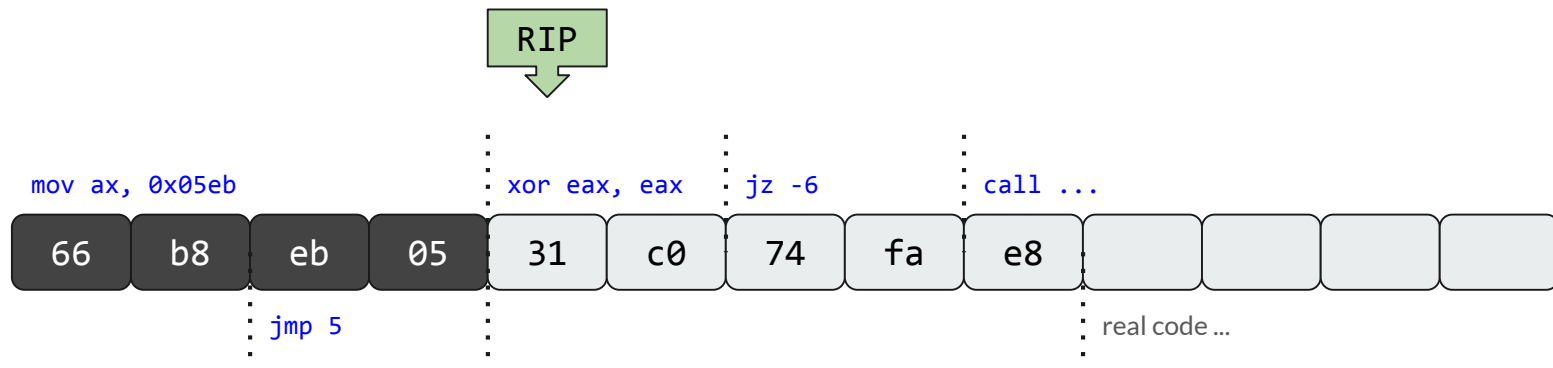 RIP
mov ax, 0x05eb xor eax, eax jz -6 call ...
66 b8 eb 05 31 c0 74 fa e8
jmp 5 real code ...